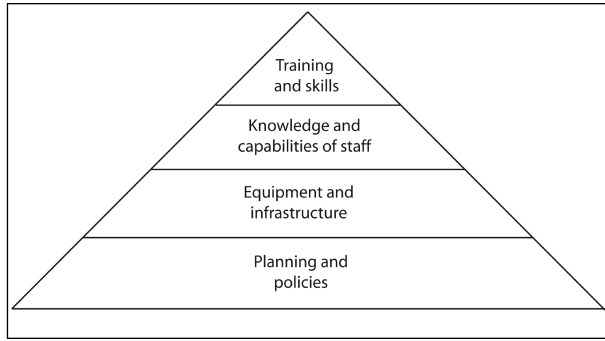 Training
and skills
Knowledge and
capabilities of staff
Equipment and
infrastructure
Planning and
policies